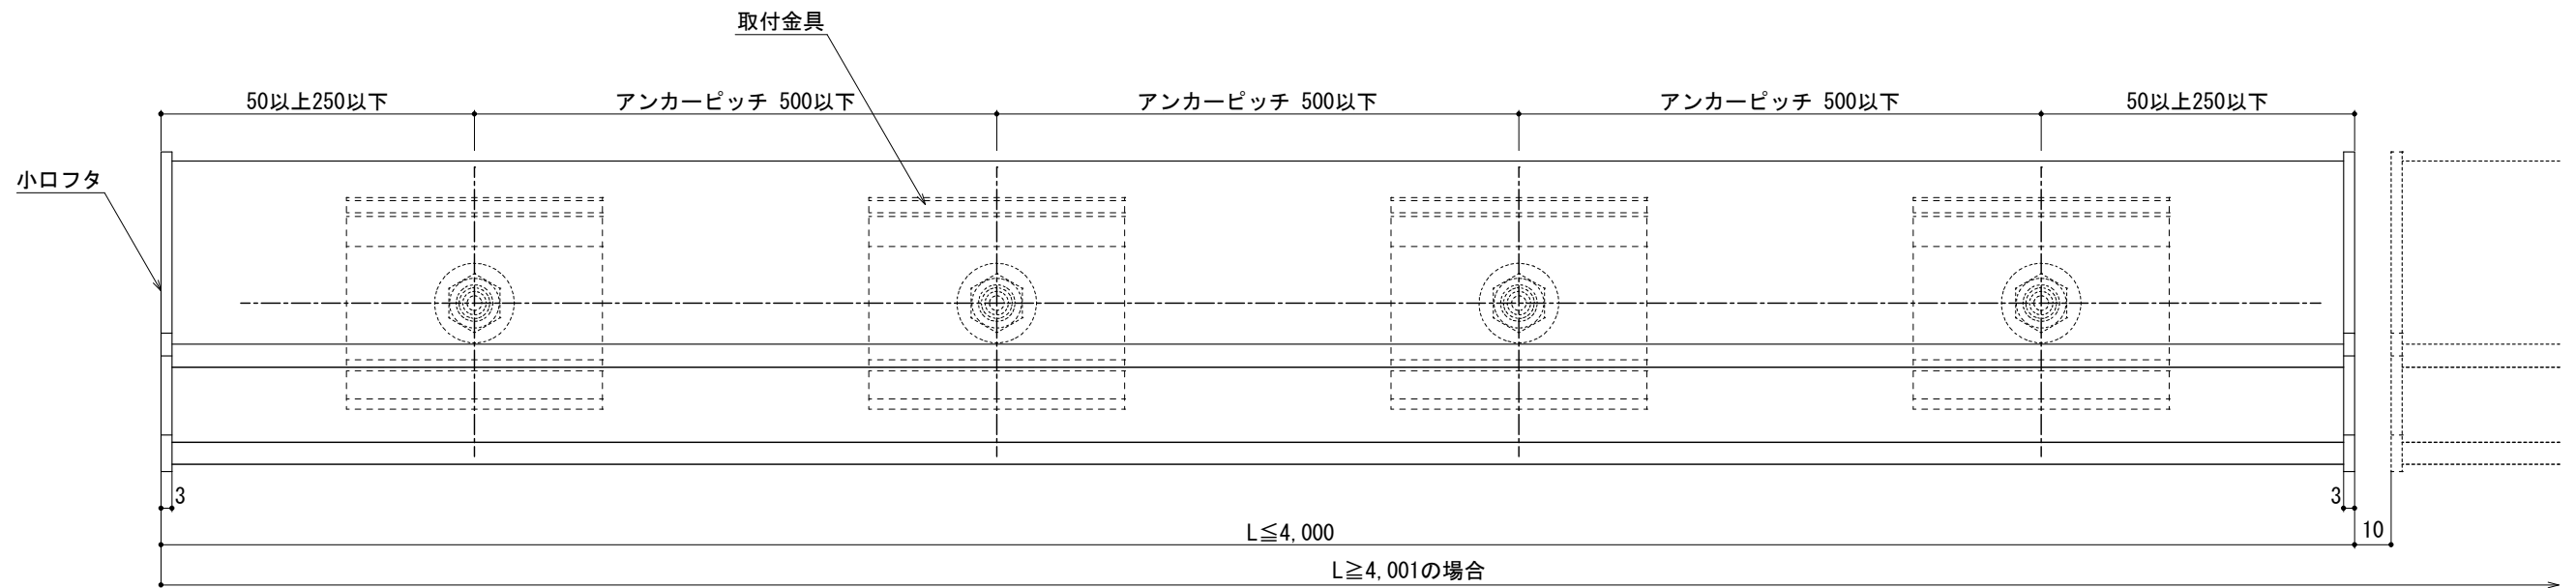 取付金具
50以上250以下
アンカーピッチ 500以下
アンカーピッチ 500以下
アンカーピッチ 500以下
50以上250以下
小口フタ
3
3
L≦4,000
10
L≧4,001の場合